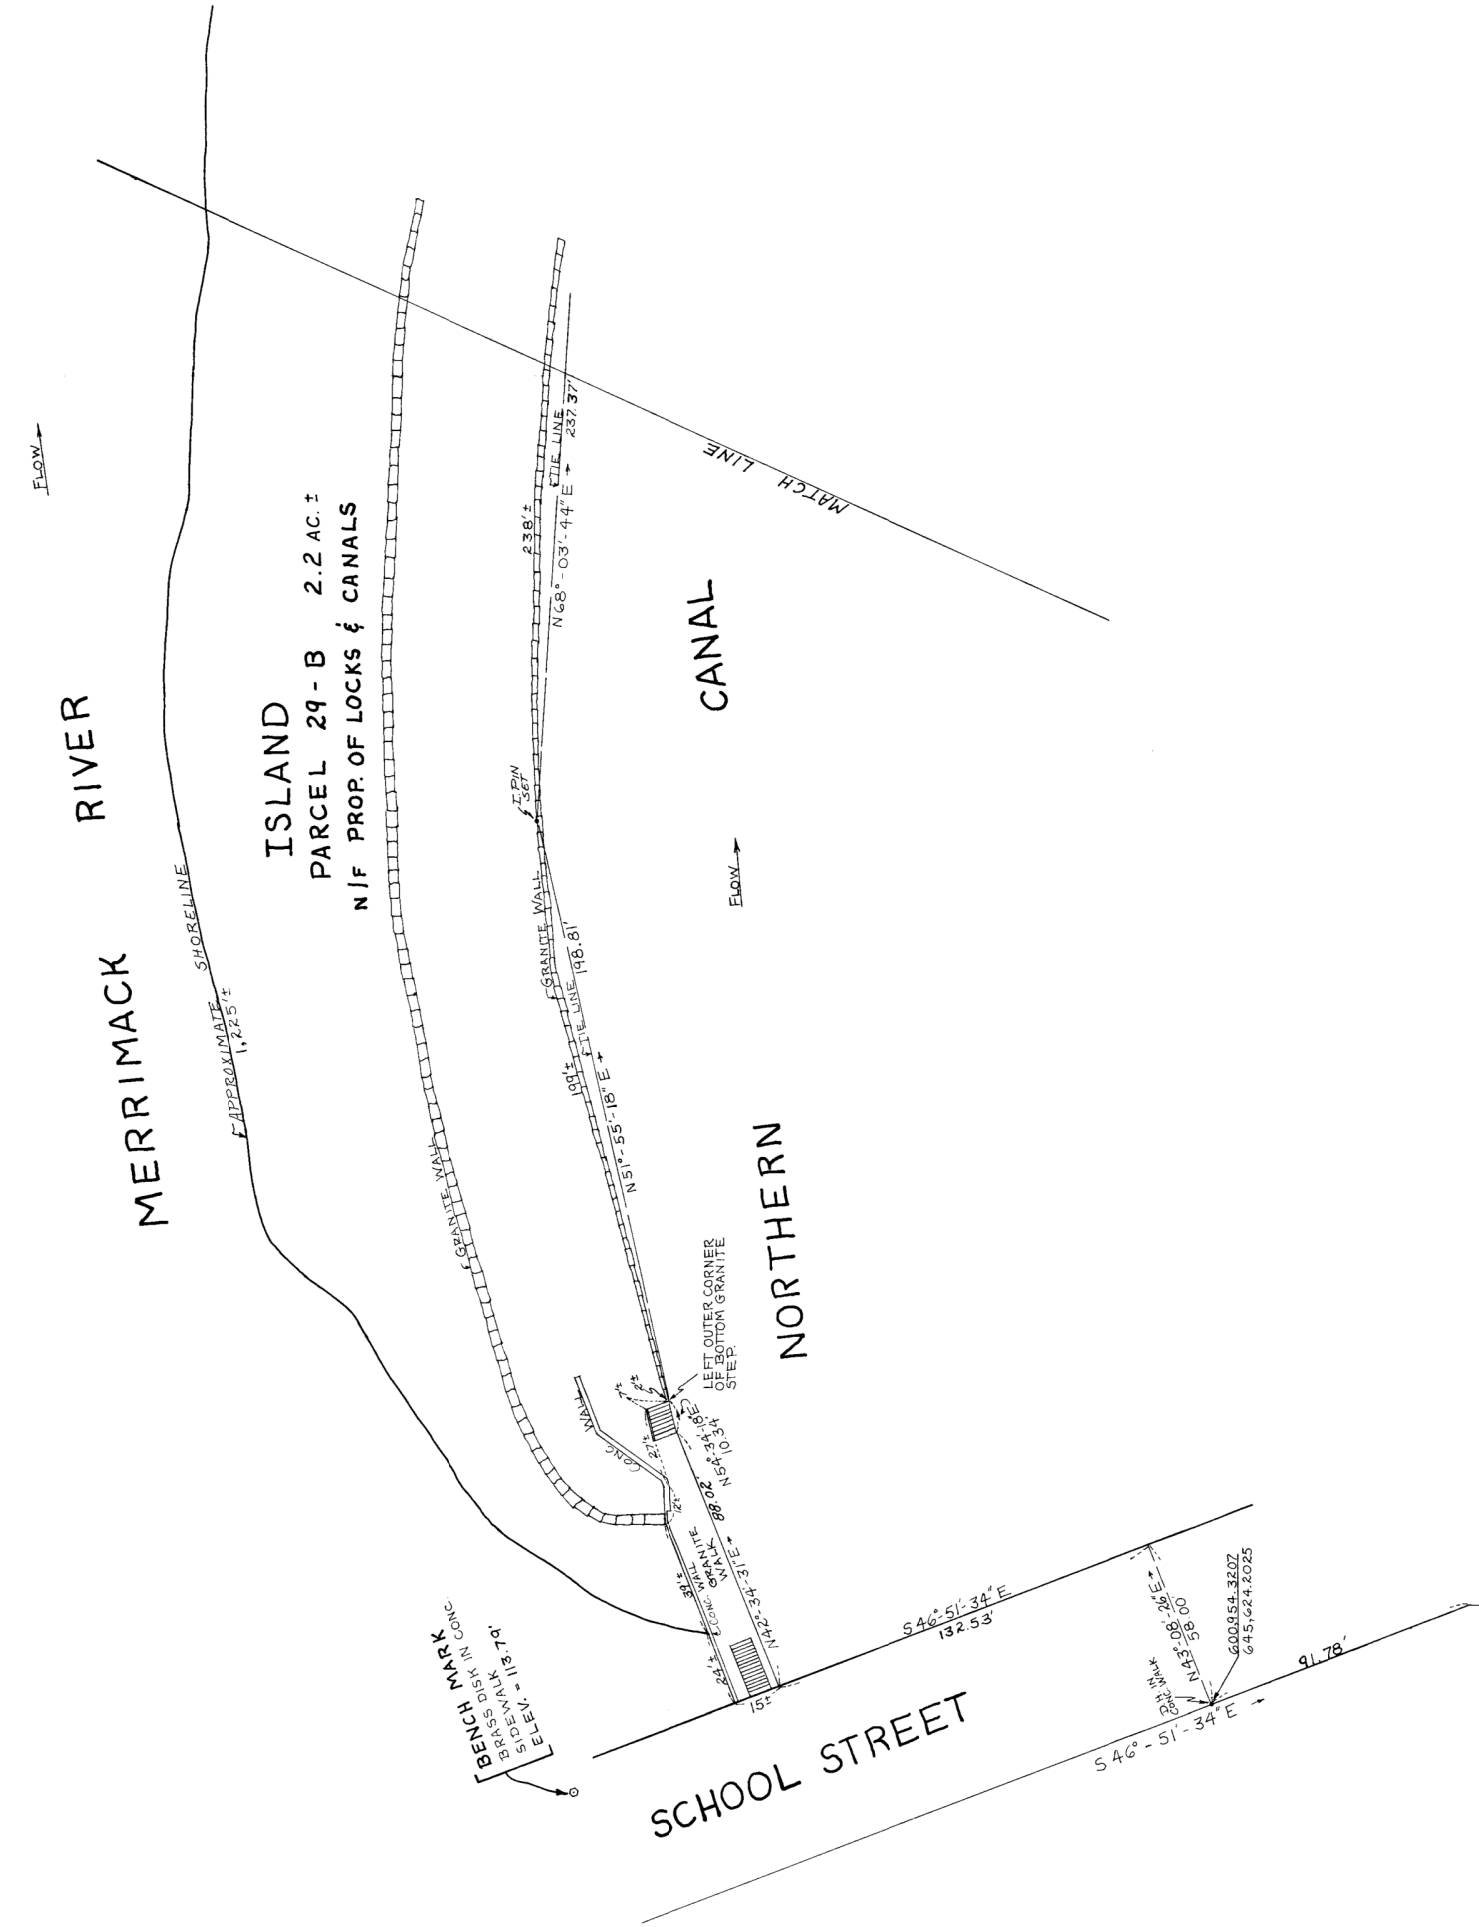 FLOW
MERRIMACK RIVER
APPROXIMATE SHORELINE
1,225'±
ISLAND
PARCEL 29-B 2.2 AC. ±
N/F PROP. OF LOCKS & CANALS
GRANITE WALL
238'±
TIE LINE
N68°-03'-44"E 237.37'
I. PIN
SET
GRANITE WALL
199'±
TIE LINE 198.81'
N51°-55'-18"E
MATCH LINE
NORTHERN CANAL
FLOW
LEFT OUTER CORNER
OF BOTTOM GRANITE
STEP.
CONC WALL
7'±
2'±
27'±
12'±
N54°-34'-18"E
10.34
88.02'
N42°-34'-31"E
39'±
CONC. WALL
GRANITE
WALK
24'±
15±
BENCH MARK
BRASS DISK IN CONC.
SIDEWALK
ELEV. = 113.79'
SCHOOL STREET
S46°-51'-34"E
132.53'
N43°-08'-26"E
58.00
D.H. IN
CONC. WALK
600,954.3207
645,624.2025
S46°-51'-34"E
91.78'